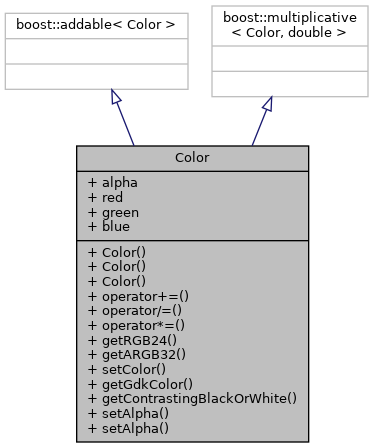 boost::addable< Color >
boost::multiplicative
< Color, double >
Color
+ alpha
+ red
+ green
+ blue
+ Color()
+ Color()
+ Color()
+ operator+=()
+ operator/=()
+ operator*=()
+ getRGB24()
+ getARGB32()
+ setColor()
+ getGdkColor()
+ getContrastingBlackOrWhite()
+ setAlpha()
+ setAlpha()